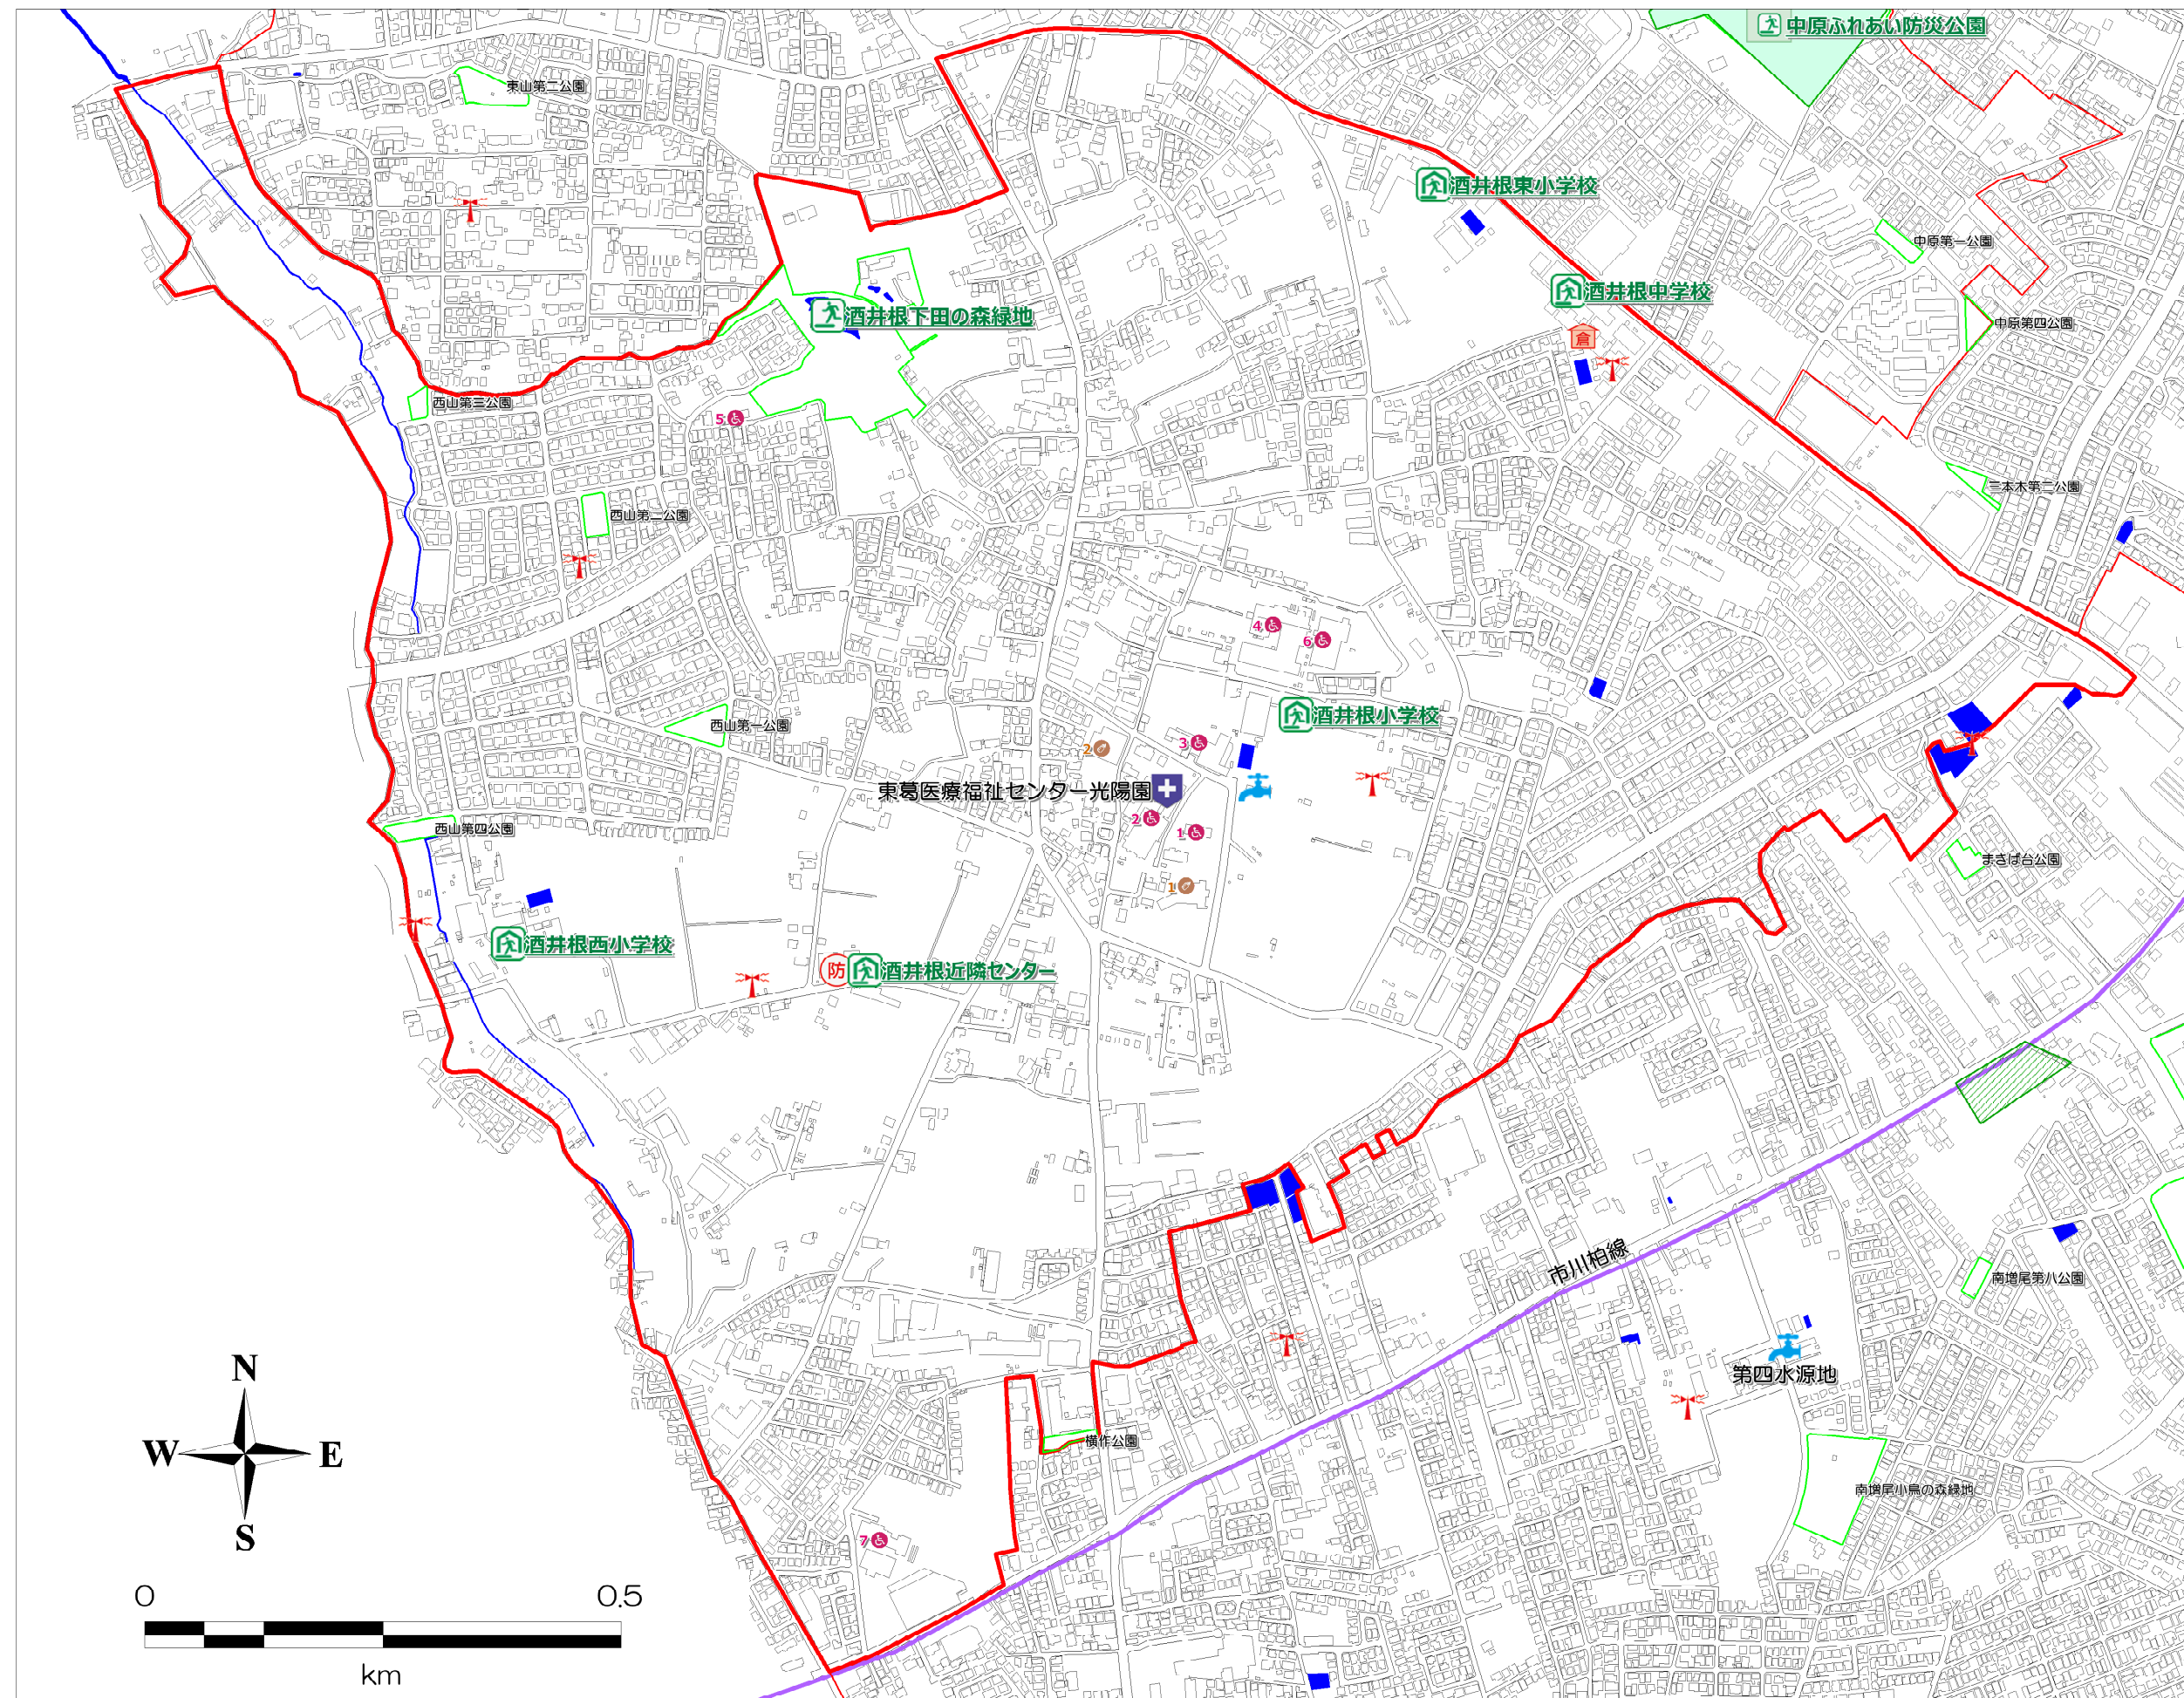 中原ふれあい防災公園
東山第二公園
酒井根東小学校
中原第一公園
酒井根中学校
酒井根下田の森緑地
中原第四公園
倉
西山第三公園
5
三本木第二公園
西山第二公園
4
6
酒井根小学校
西山第一公園
3
2
東葛医療福祉センター光陽園
2
1
西山第四公園
まきば台公園
1
酒井根西小学校
防
酒井根近隣センター
市川柏線
南増尾第八公園
第四水源地
横作公園
南増尾小鳥の森緑地
7
N
W
E
S
0
0.5
km